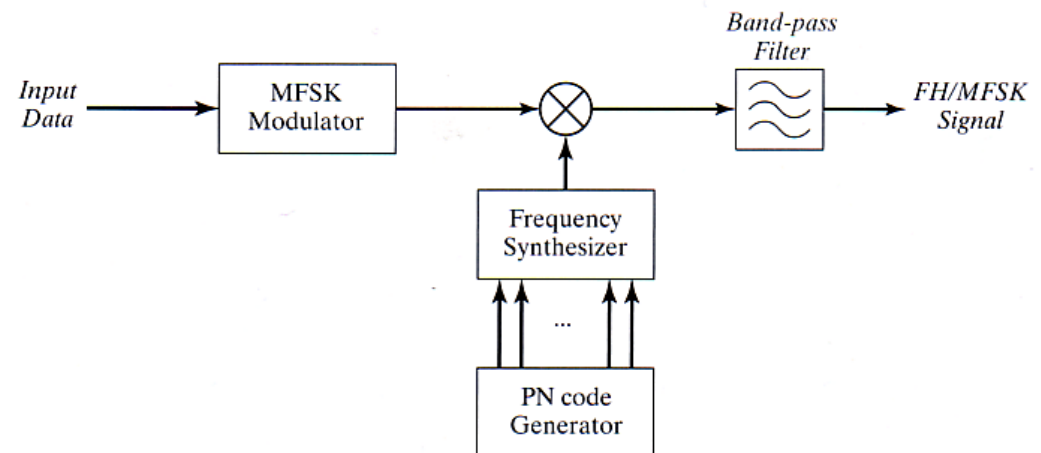 Band-pass
Filter
Input
Data
MFSK
Modulator
FH/MFSK
Signal
Frequency
Synthesizer
...
PN code
Generator